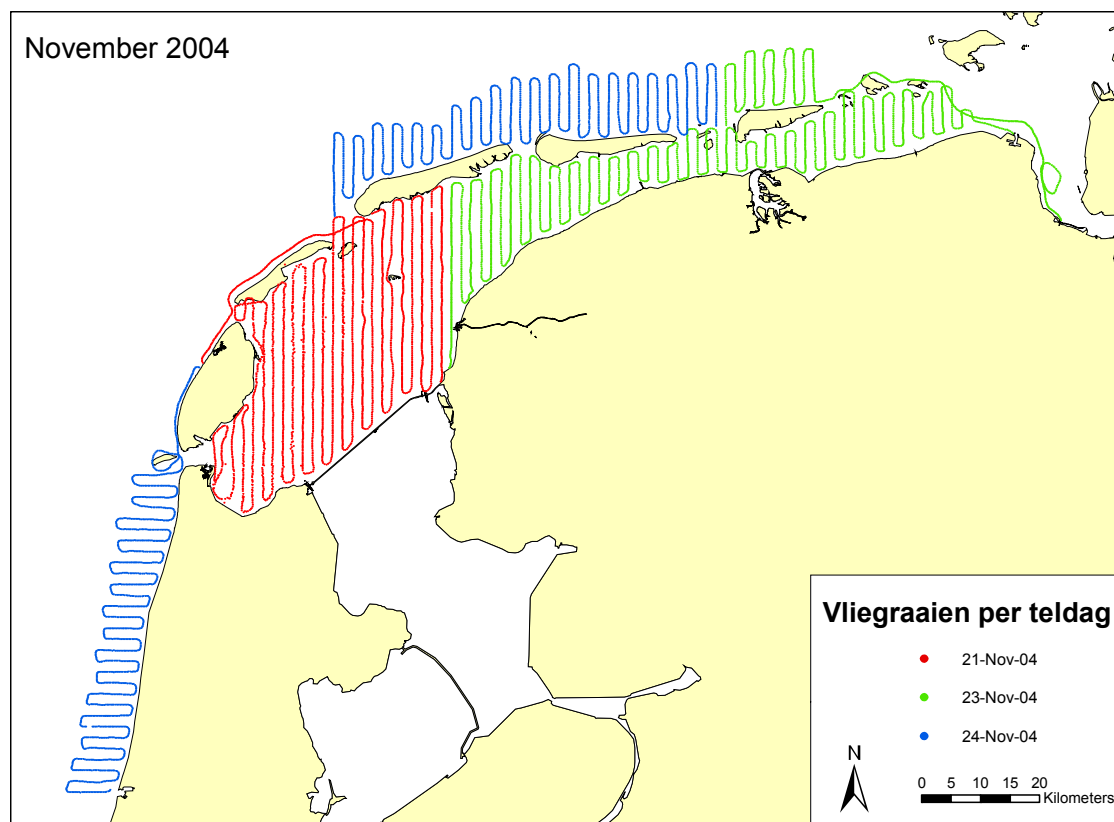 November 2004
Vliegraaien per teldag
21-Nov-04
23-Nov-04
24-Nov-04
N
0 5 10 15 20
Kilometers